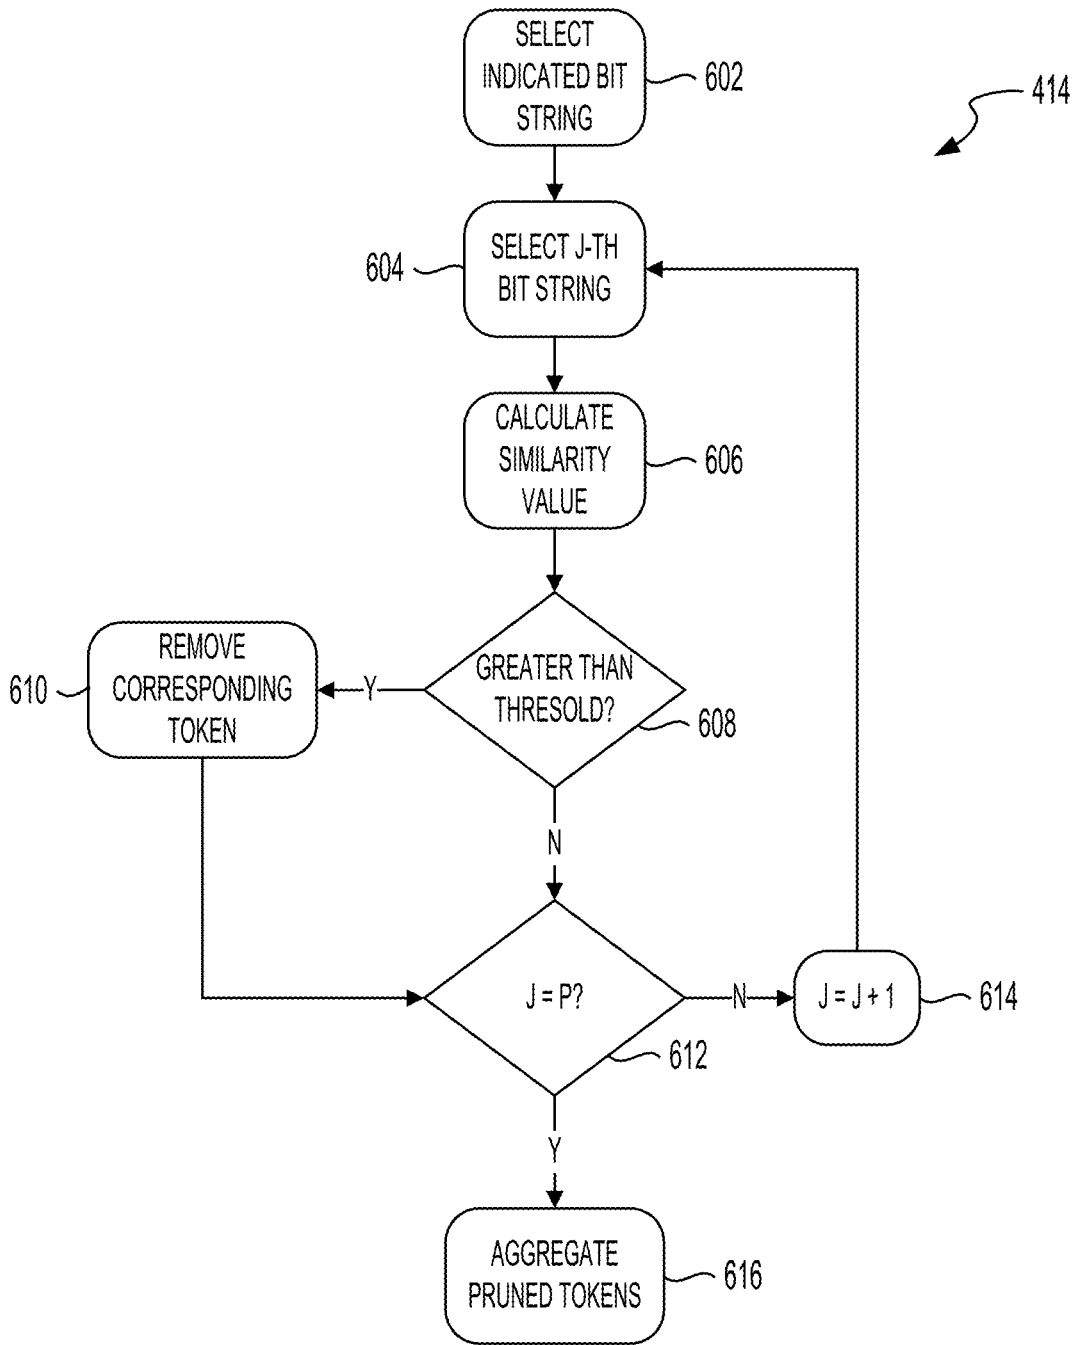 SELECT
INDICATED BIT
STRING
602
414
SELECT J-TH
BIT STRING
604
CALCULATE
SIMILARITY
VALUE
606
GREATER THAN
THRESOLD?
608
Y
REMOVE
CORRESPONDING
TOKEN
610
N
J = P?
612
N
J = J + 1
614
Y
AGGREGATE
PRUNED TOKENS
616